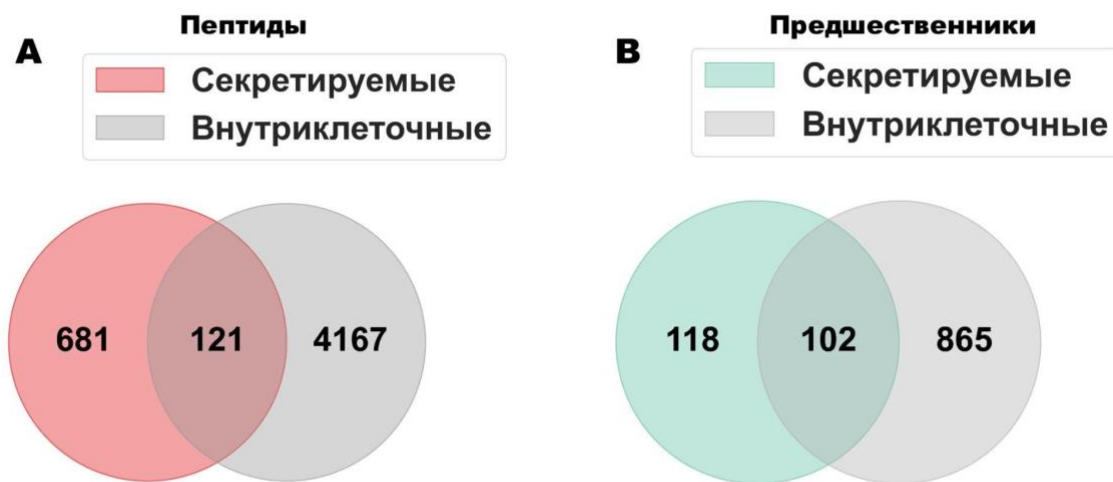 Пептиды
A
Секретируемые
Внутриклеточные
681
121
4167
Предшественники
B
Секретируемые
Внутриклеточные
118
102
865